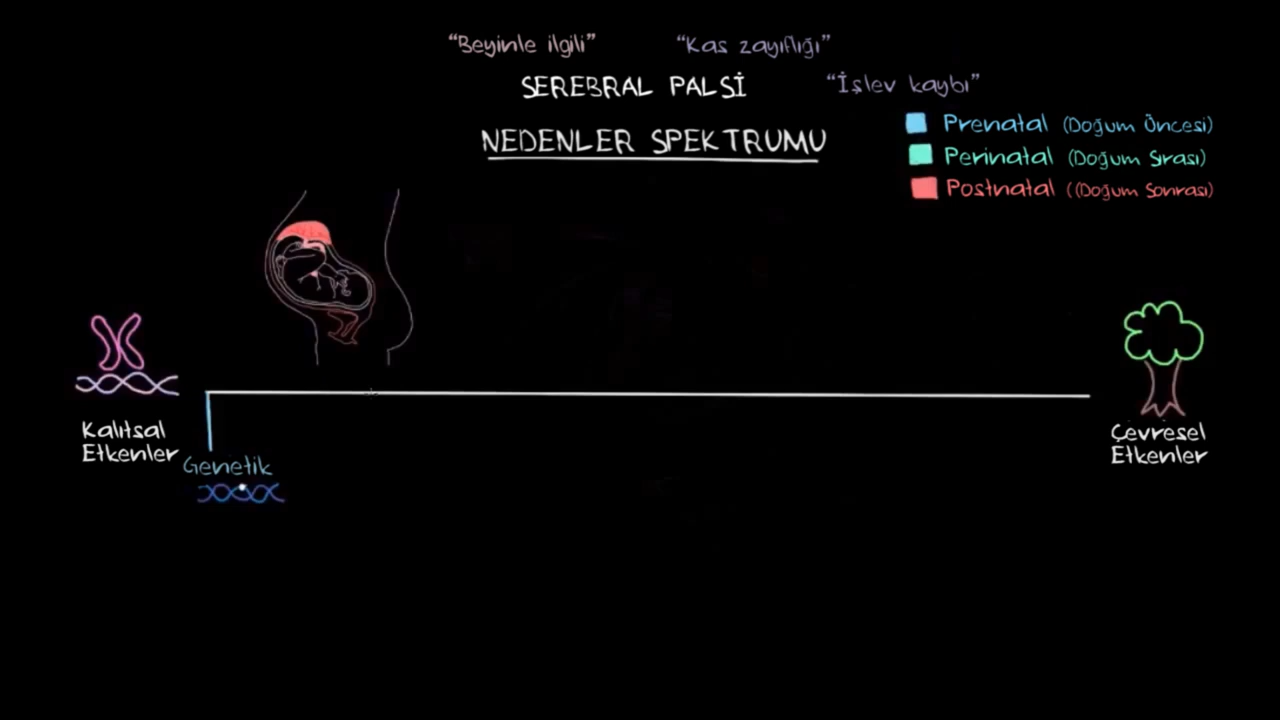 “Beyinle ilgili” “Kas zayıflığı”
SEREBRAL PALSİ “İşlev kaybı”
NEDENLER SPEKTRUMU
Prenatal (Doğum Öncesi)
Perinatal (Doğum Sırası)
Postnatal ((Doğum Sonrası)
Kalıtsal
Etkenler
Genetik
Çevresel
Etkenler